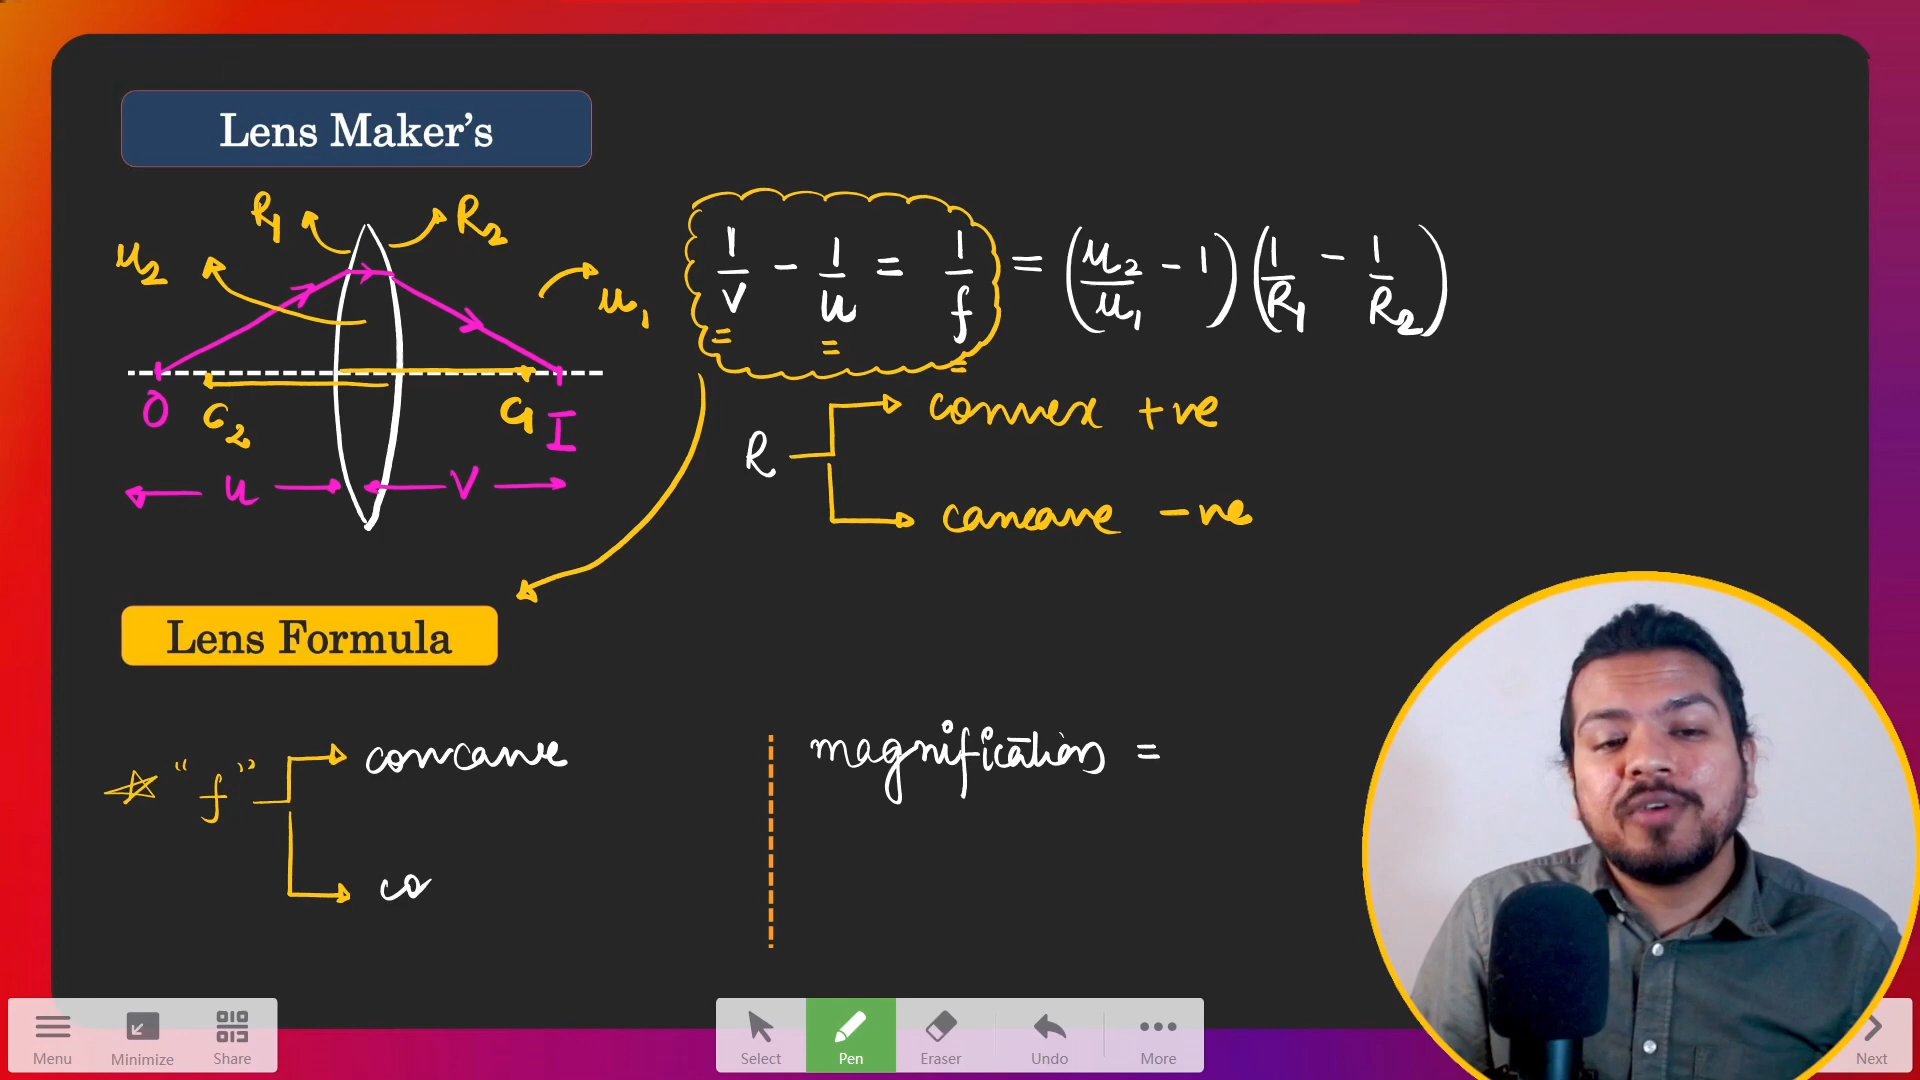 Lens Maker's
R1 R2
μ2
μ1
O C2 C1 I
u v
1/v - 1/u = 1/f = (μ2/μ1 - 1)(1/R1 - 1/R2)
R
convex +ve
concave -ve
Lens Formula
"f"
concave
co
magnification =
Menu Minimize Share Select Pen Eraser Undo More Next